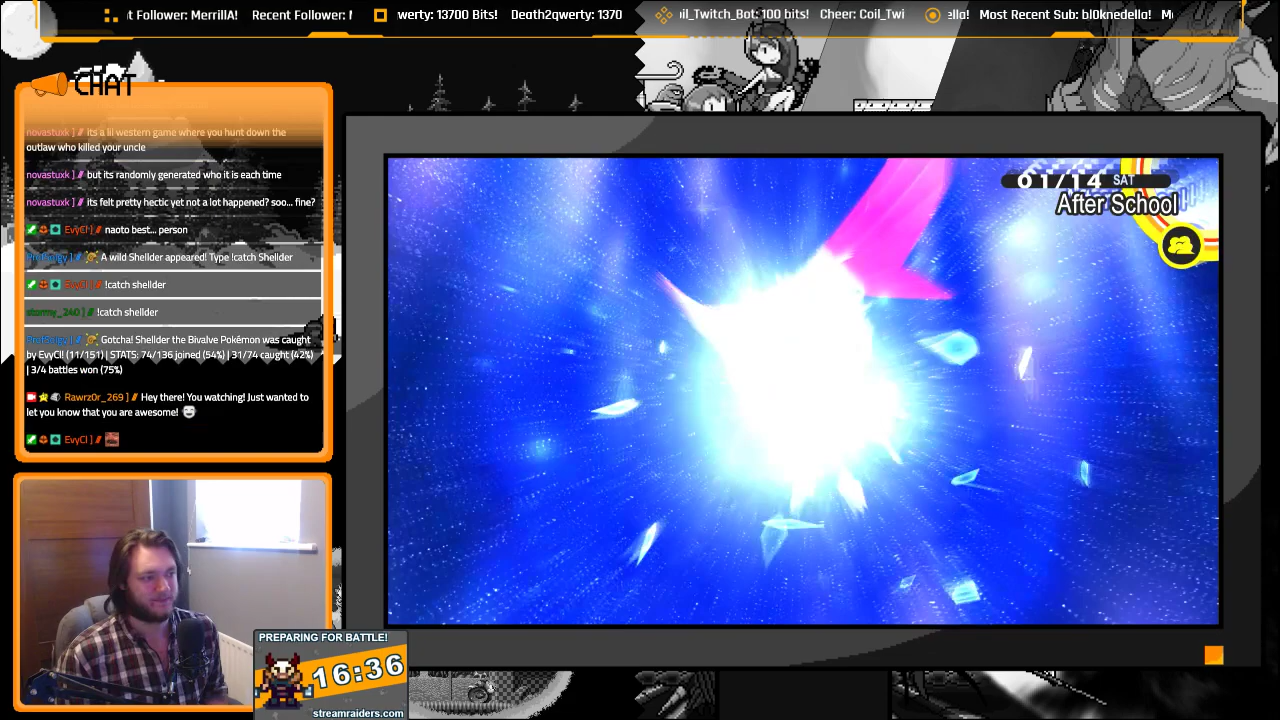 t Follower: MerrillA! Recent Follower: M
werty: 13700 Bits! Death2qwerty: 1370
il_Twitch_Bot: 100 bits! Cheer: Coil_Twi
ella! Most Recent Sub: bl0knedella! M
CHAT
novastuxk ] // its a lil western game where you hunt down the
outlaw who killed your uncle
novastuxk ] // but its randomly generated who it is each time
novastuxk ] // its felt pretty hectic yet not a lot happened? soo... fine?
EvyCl ] // naoto best... person
A wild Shellder appeared! Type !catch Shellder
EvyCl ] // !catch shellder
stormy_240 ] // !catch shellder
Gotcha! Shellder the Bivalve Pokémon was caught
by EvyCl! (11/151) | STATS: 74/136 joined (54%) | 31/74 caught (42%)
| 3/4 battles won (75%)
Rawrz0r_269 ] // Hey there! You watching! Just wanted to
let you know that you are awesome!
EvyCl ] //
01/14 SAT
After School
PREPARING FOR BATTLE!
16:36
streamraiders.com